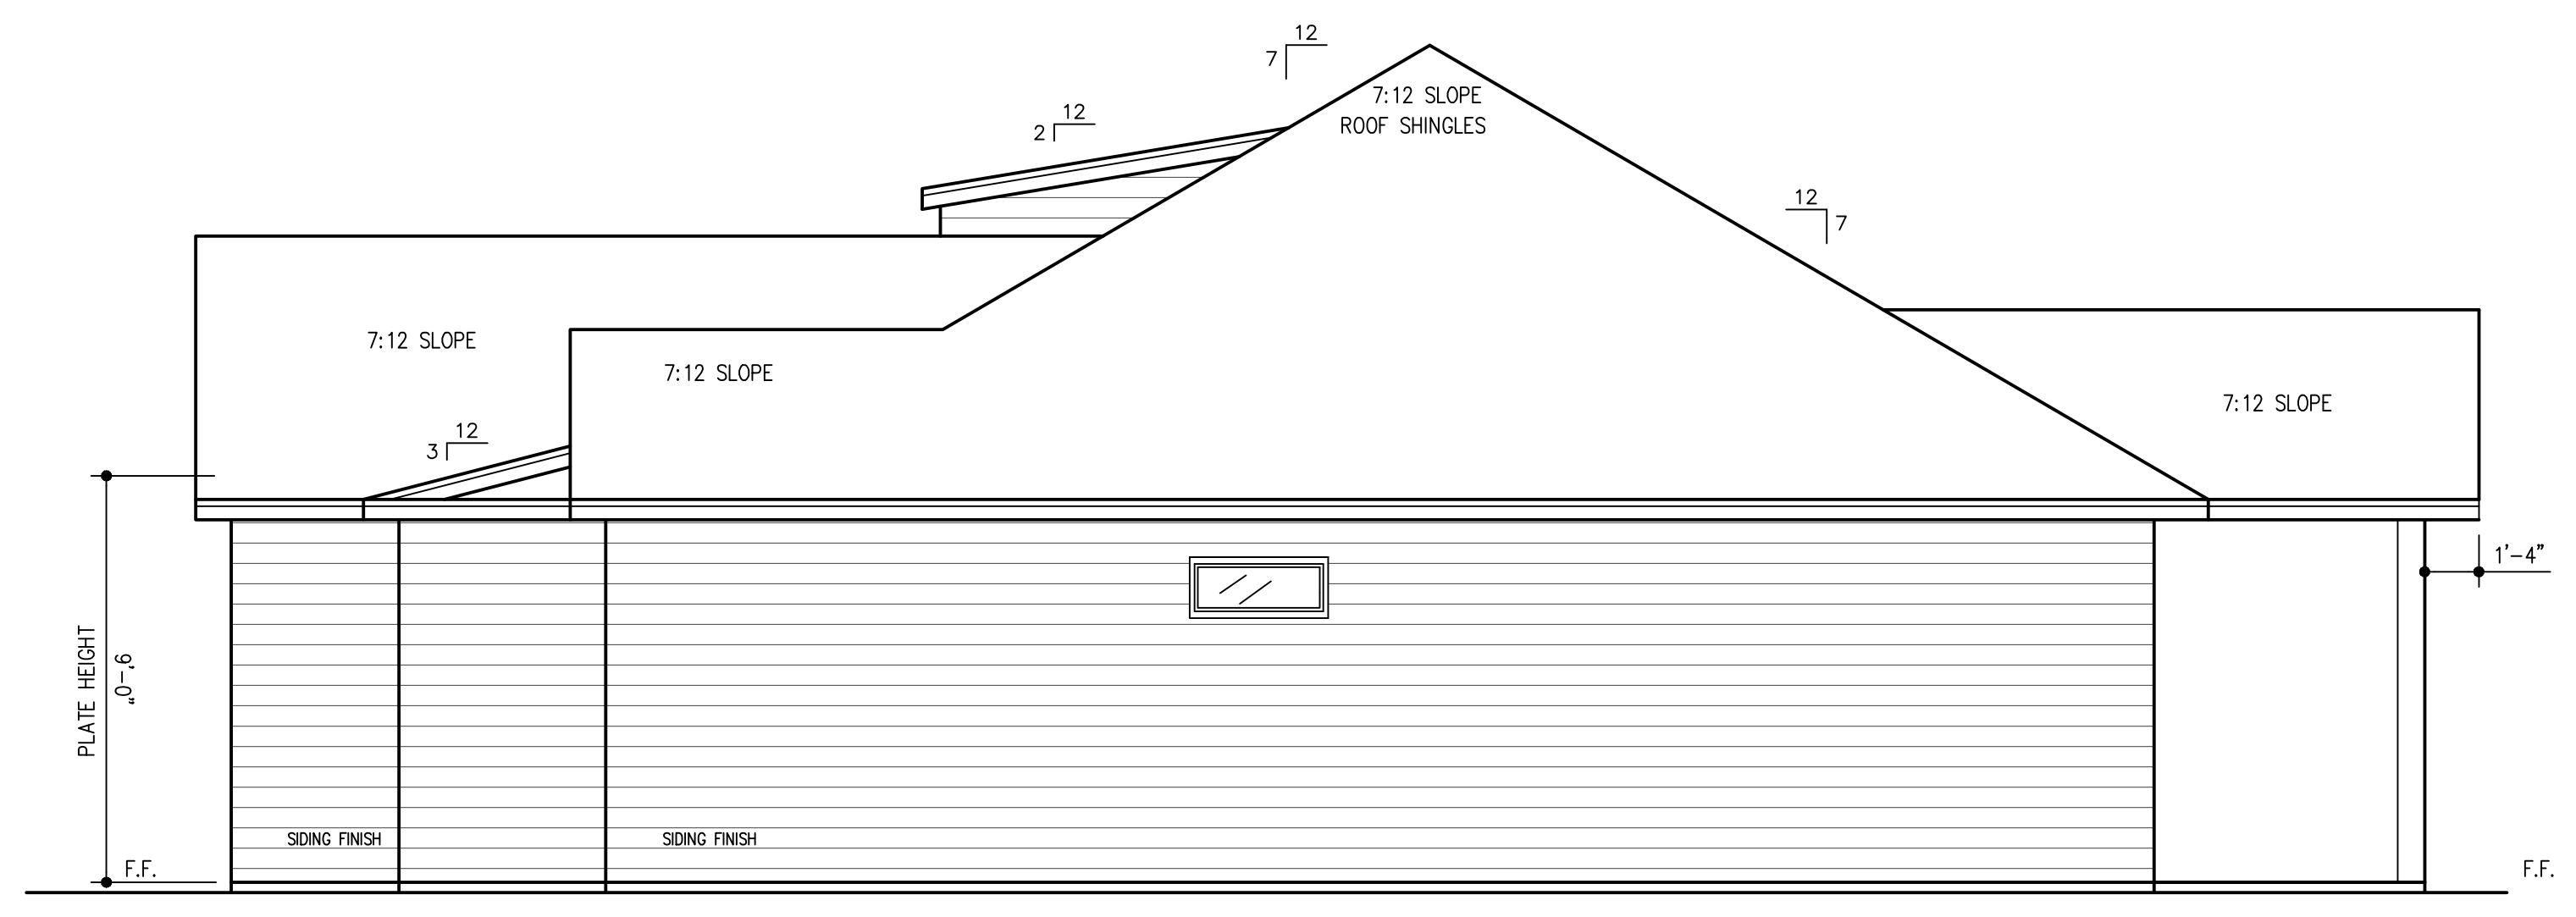 12
7
7:12 SLOPE
ROOF SHINGLES
12
2
12
7
7:12 SLOPE
7:12 SLOPE
7:12 SLOPE
12
3
1'-4"
PLATE HEIGHT
9'-0"
SIDING FINISH
SIDING FINISH
F.F.
F.F.